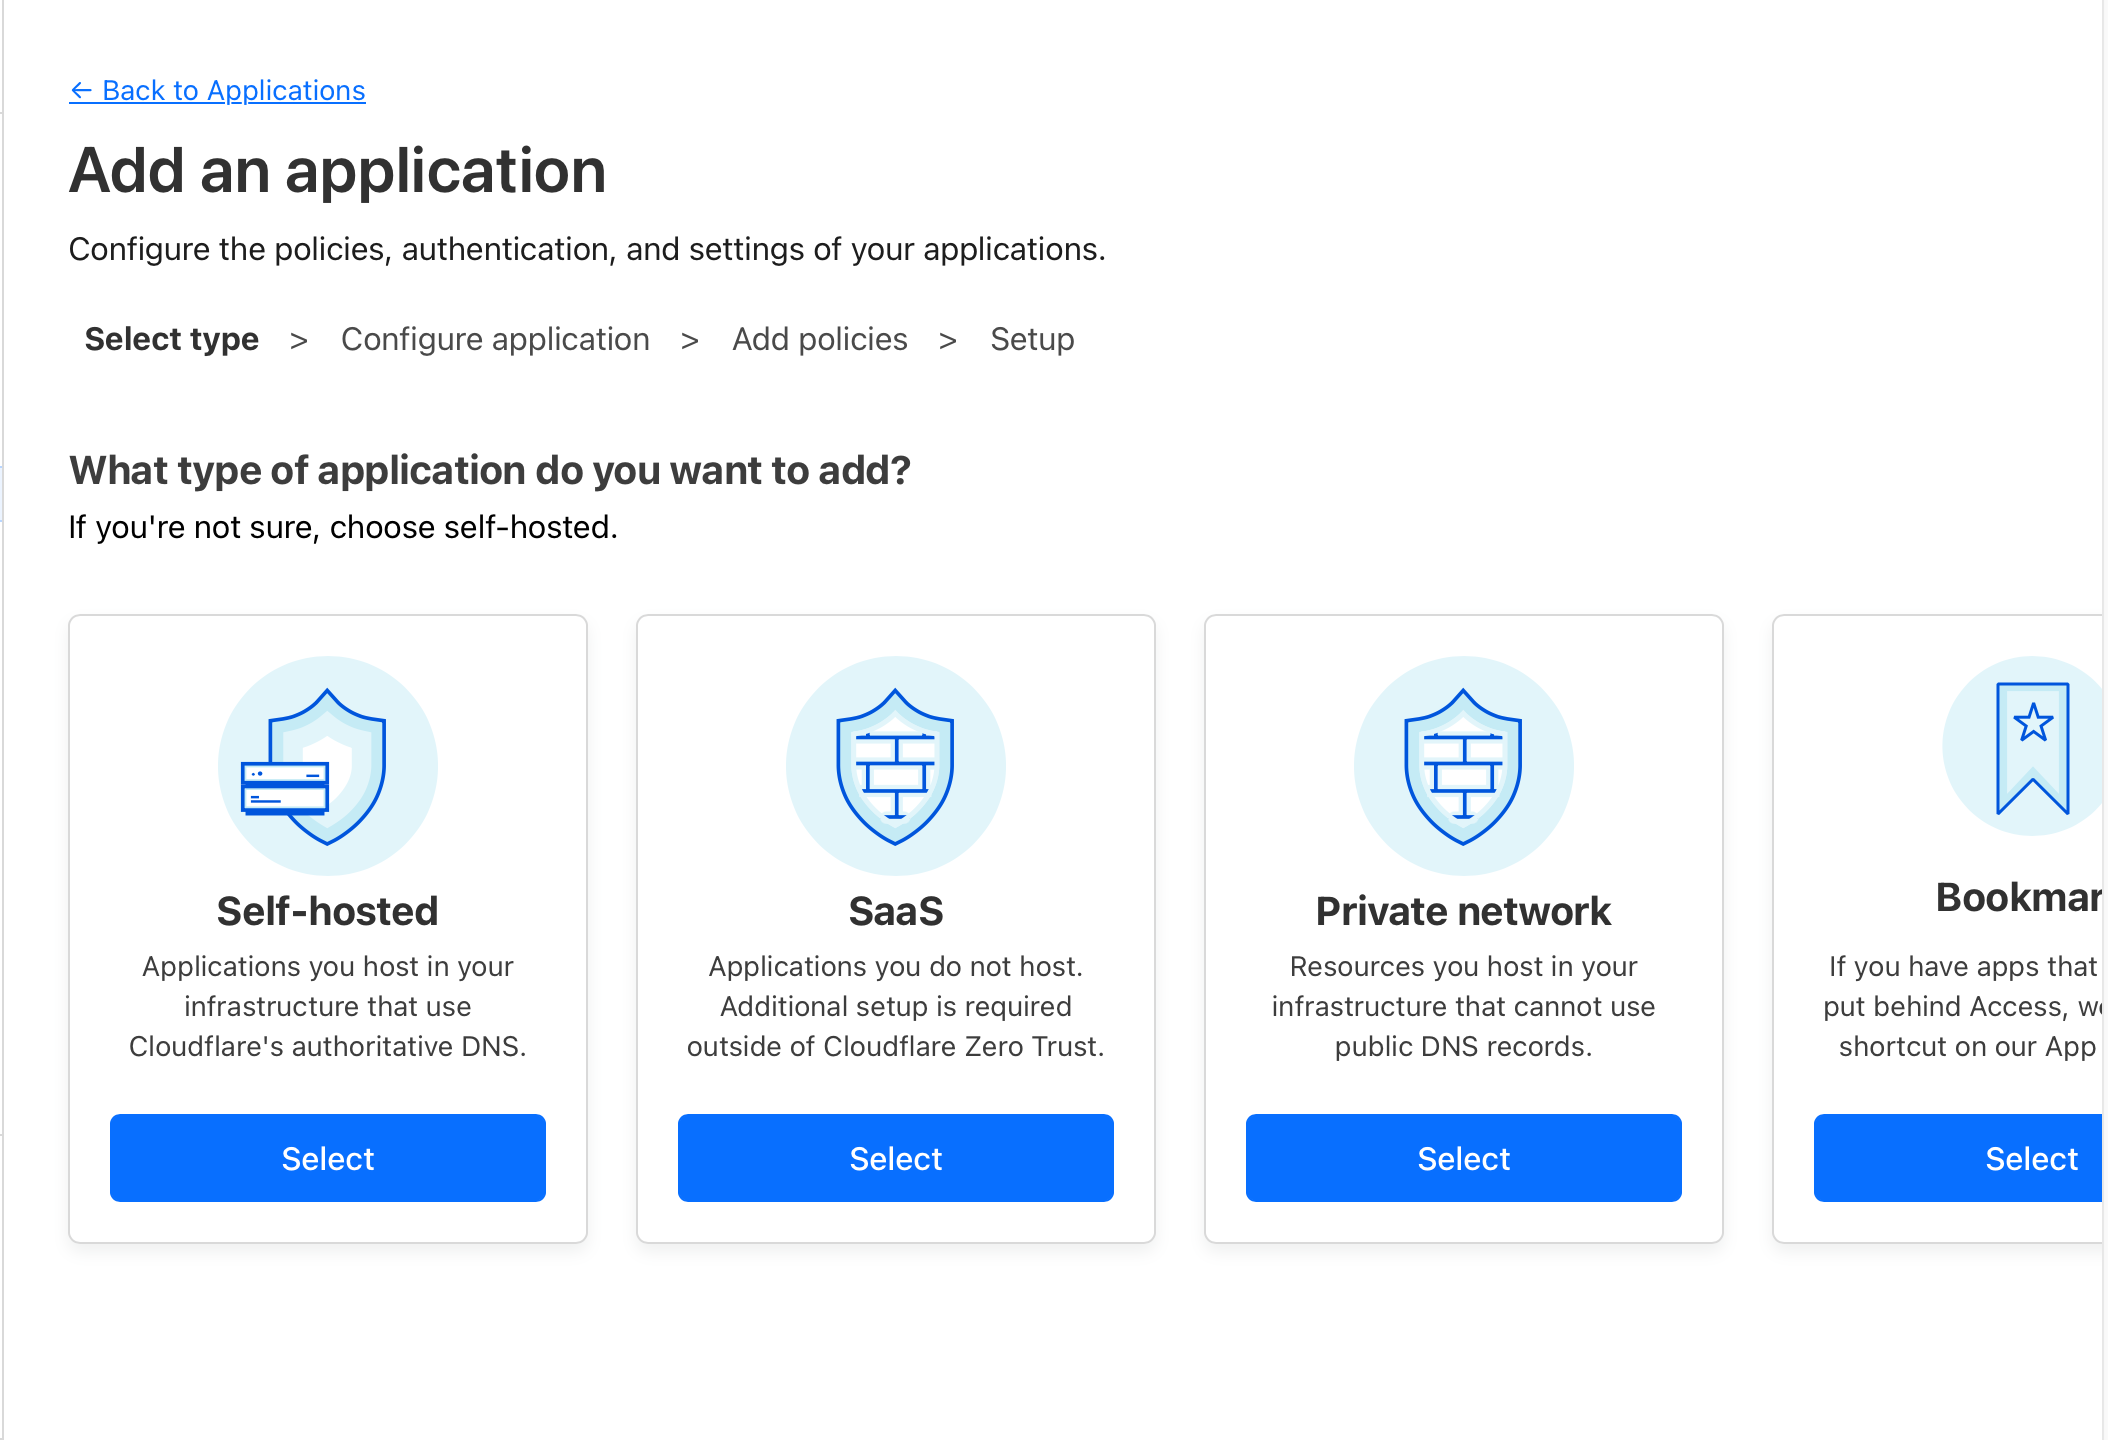 ← Back to Applications
Add an application
Configure the policies, authentication, and settings of your applications.
Select type > Configure application > Add policies > Setup
What type of application do you want to add?
If you're not sure, choose self-hosted.
Self-hosted
Applications you host in your
infrastructure that use
Cloudflare's authoritative DNS.
Select
SaaS
Applications you do not host.
Additional setup is required
outside of Cloudflare Zero Trust.
Select
Private network
Resources you host in your
infrastructure that cannot use
public DNS records.
Select
If you have apps that
put behind Access,
shortcut on our App
Select